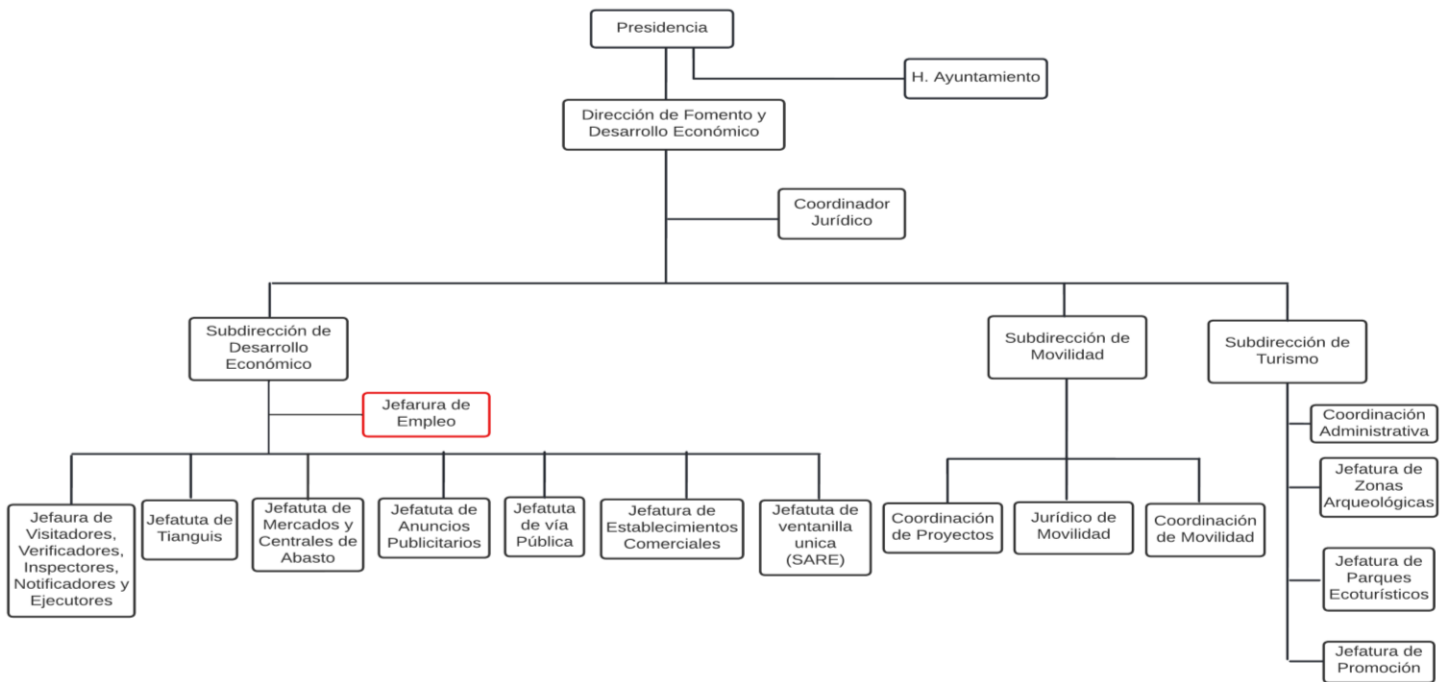 Presidencia
H. Ayuntamiento
Dirección de Fomento y
Desarrollo Económico
Coordinador
Jurídico
Subdirección de
Desarrollo
Económico
Subdirección de
Movilidad
Subdirección de
Turismo
Jefarura de
Empleo
Jefaura de
Visitadores,
Verificadores,
Inspectores,
Notificadores y
Ejecutores
Jefatuta de
Tianguis
Jefatuta de
Mercados y
Centrales de
Abasto
Jefatuta de
Anuncios
Publicitarios
Jefatuta
de vía
Pública
Jefatura de
Establecimientos
Comerciales
Jefatuta de
ventanilla
unica
(SARE)
Coordinación
de Proyectos
Jurídico de
Movilidad
Coordinación
de Movilidad
Coordinación
Administrativa
Jefatura de
Zonas
Arqueológicas
Jefatura de
Parques
Ecoturísticos
Jefatura de
Promoción